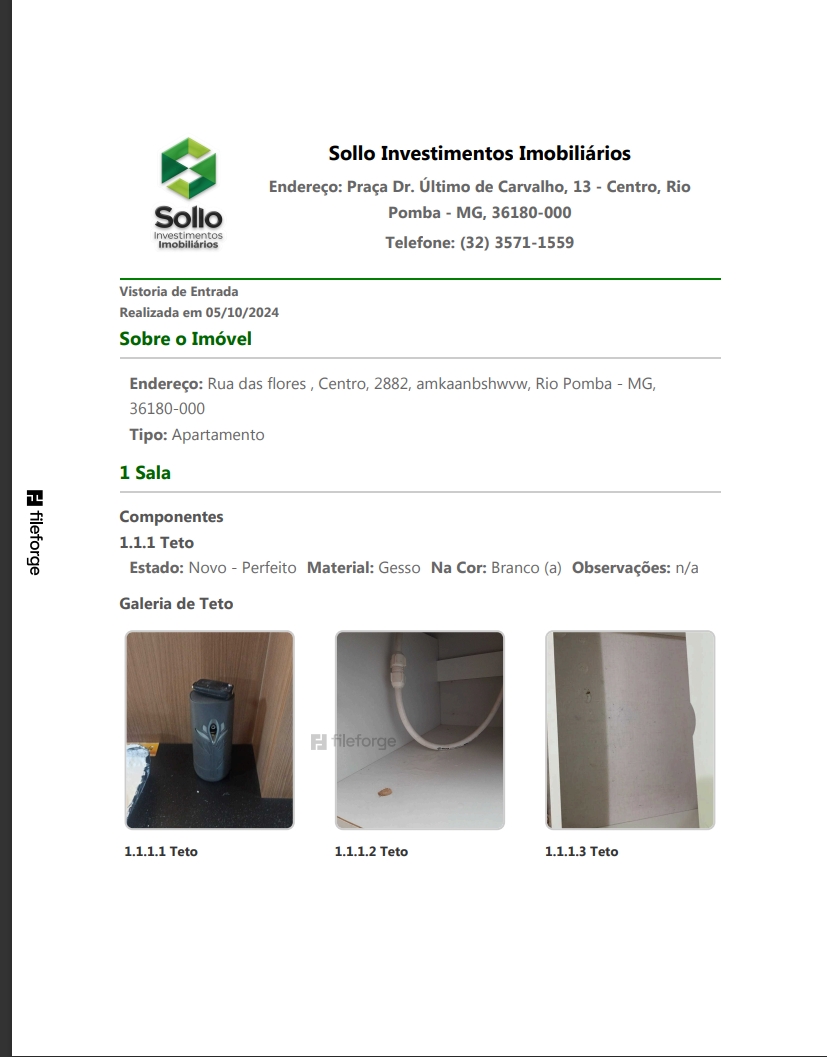 Sollo
Investimentos
Imobiliários
Sollo Investimentos Imobiliários
Endereço: Praça Dr. Último de Carvalho, 13 - Centro, Rio
Pomba - MG, 36180-000
Telefone: (32) 3571-1559
Vistoria de Entrada
Realizada em 05/10/2024
Sobre o Imóvel
Endereço: Rua das flores , Centro, 2882, amkaanbshwvw, Rio Pomba - MG,
36180-000
Tipo: Apartamento
1 Sala
Componentes
1.1.1 Teto
Estado: Novo - Perfeito Material: Gesso Na Cor: Branco (a) Observações: n/a
Galeria de Teto
fileforge
fileforge
1.1.1.1 Teto 1.1.1.2 Teto 1.1.1.3 Teto